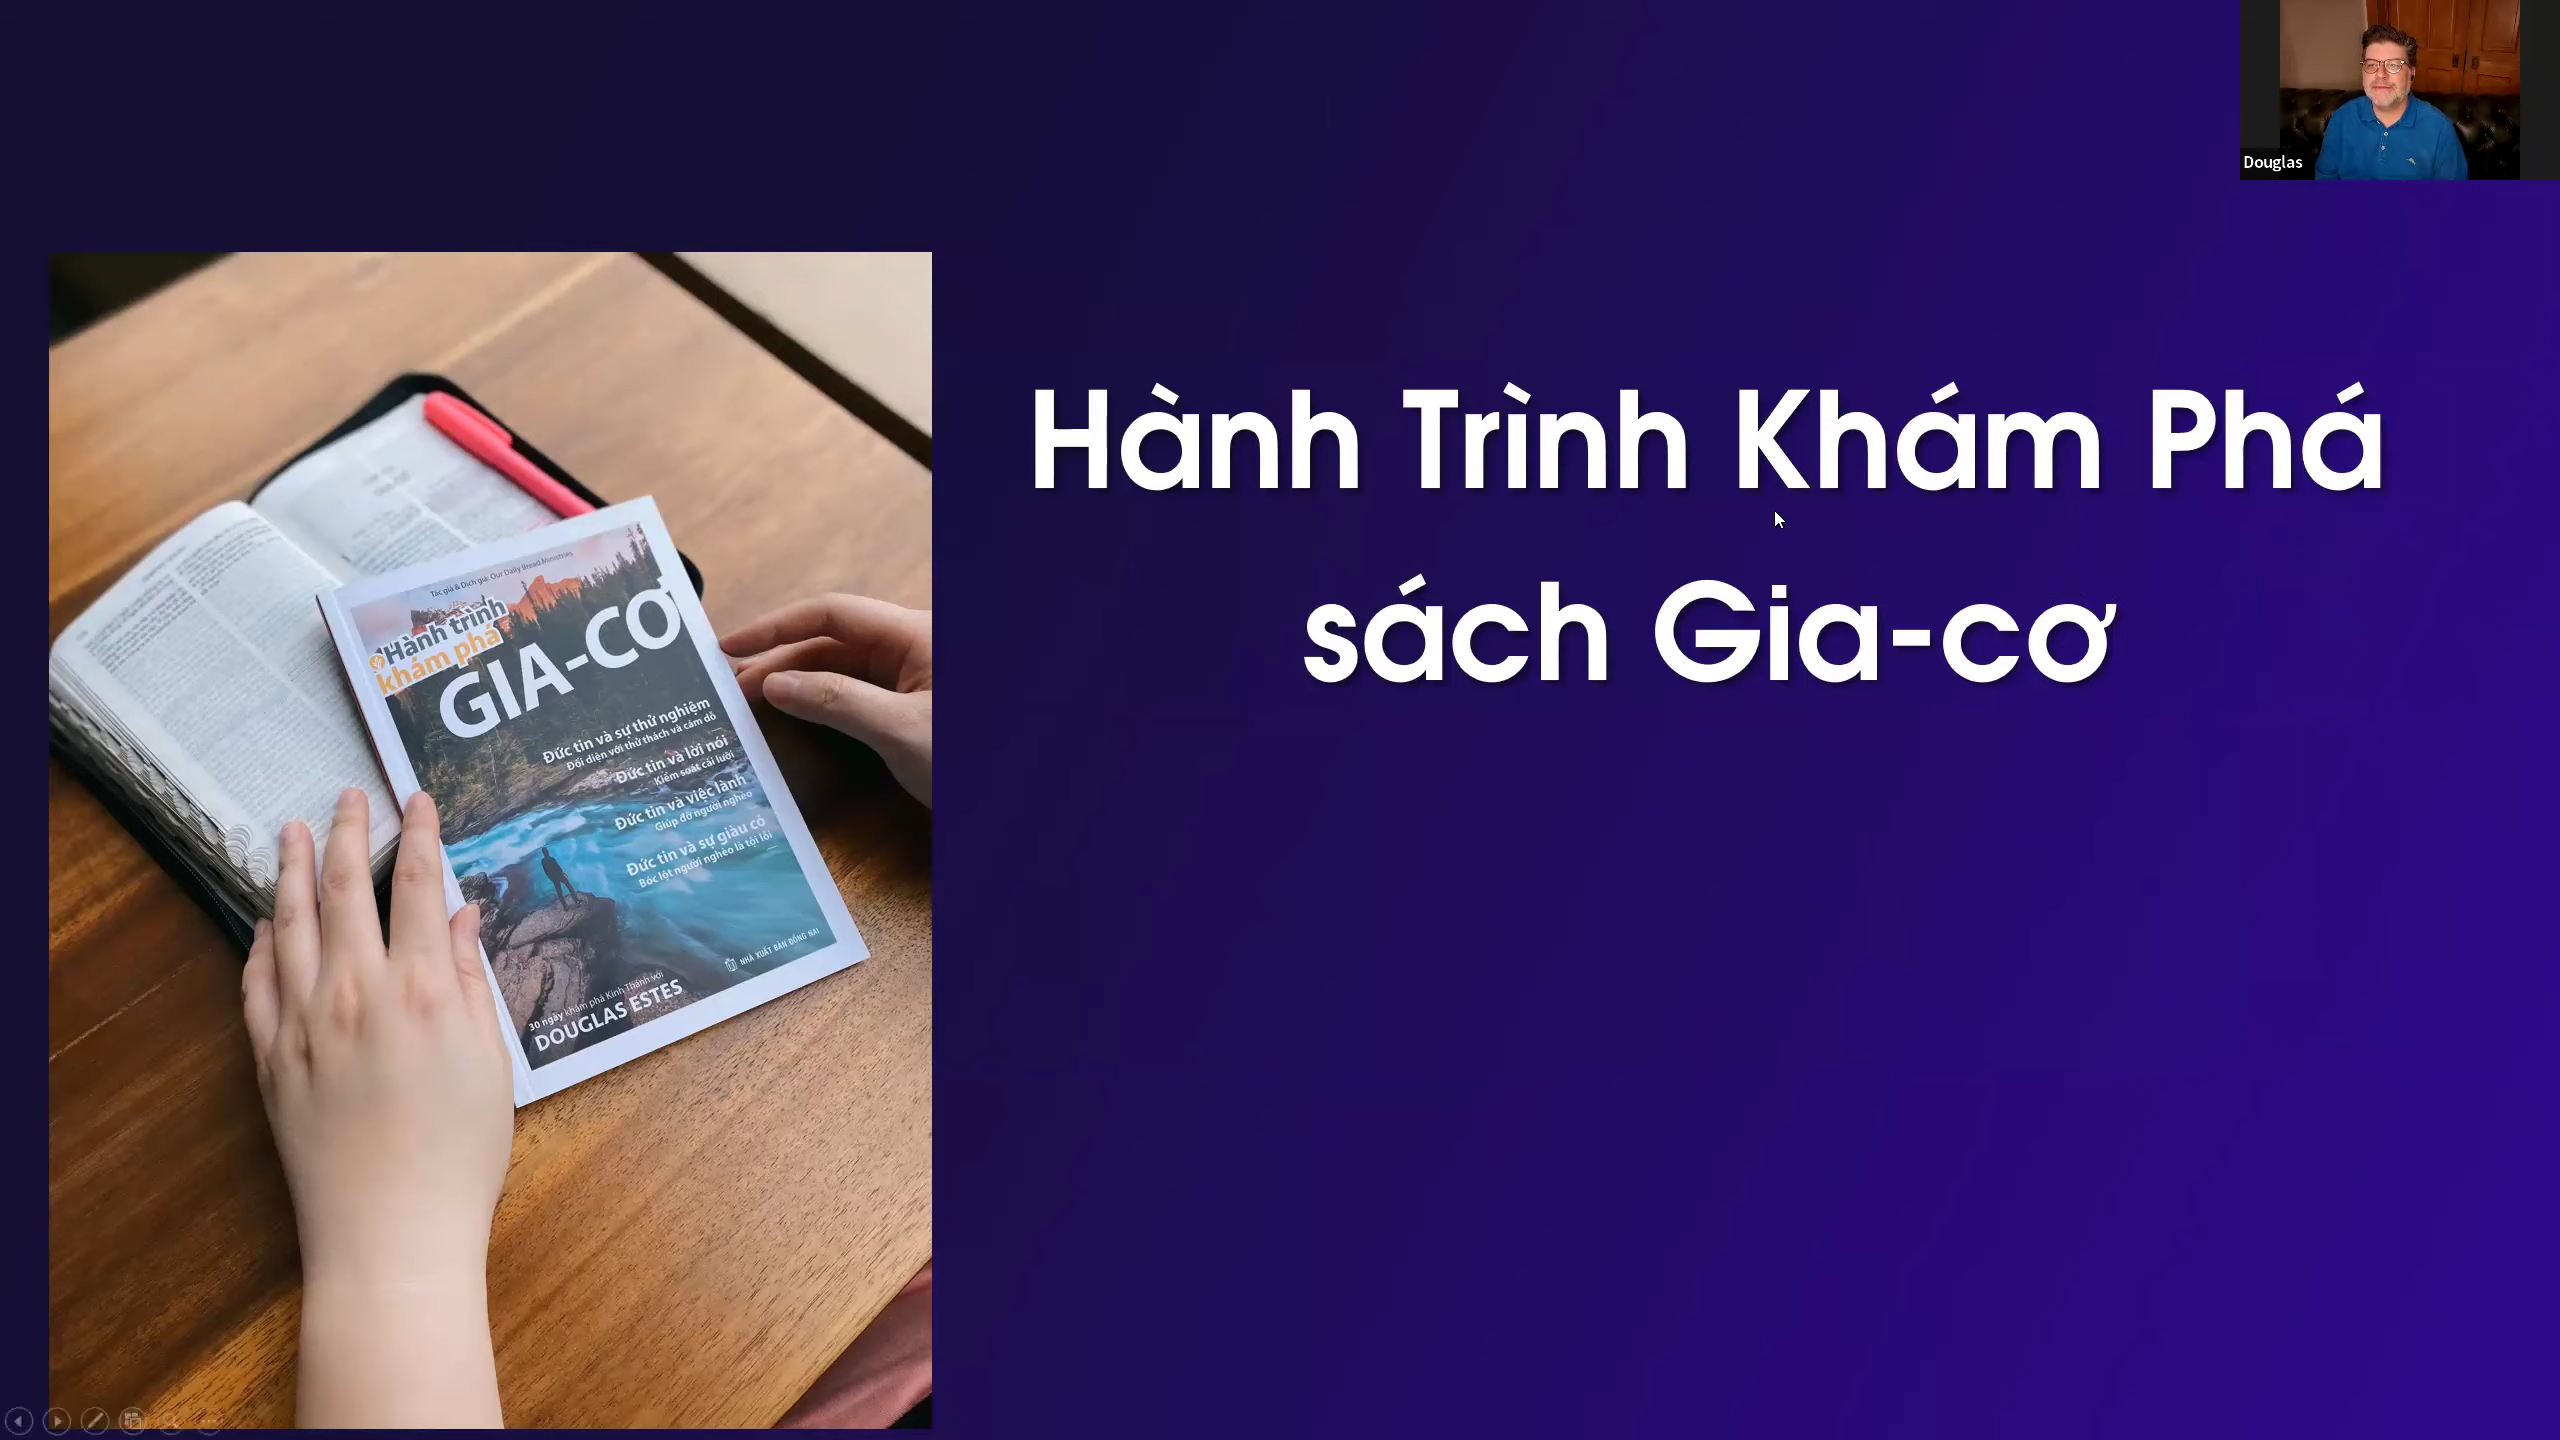 Douglas
Hành Trình Khám Phá
sách Gia-cơ
Tác giả & Dịch giả: Our Daily Bread Ministries
Hành trình
khám phá
GIA-CƠ
Đức tin và sự thử nghiệm
Đối diện với thử thách và cám dỗ
Đức tin và lời nói
Kiểm soát cái lưỡi
Đức tin và việc lành
Giúp đỡ người nghèo
Đức tin và sự giàu có
Bóc lột người nghèo là tội lỗi
NHÀ XUẤT BẢN ĐỒNG NAI
30 ngày khám phá Kinh Thánh với
DOUGLAS ESTES